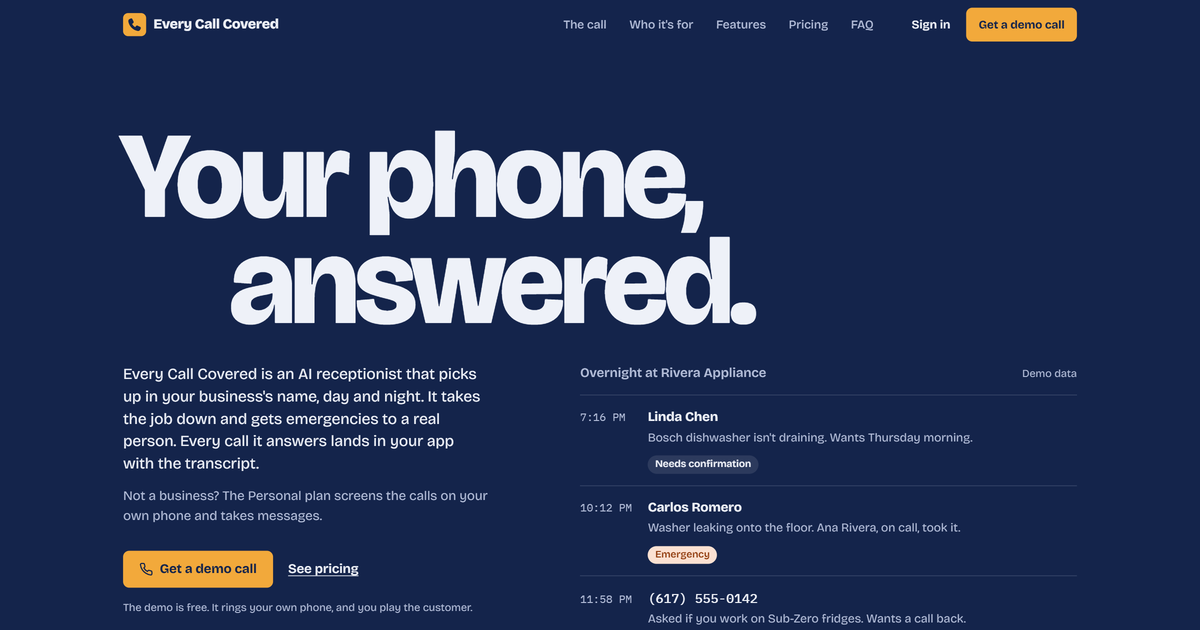 Every Call Covered
The call
Who it's for
Features
Pricing
FAQ
Sign in
Get a demo call
Your phone,
answered.
Every Call Covered is an AI receptionist that picks
up in your business's name, day and night. It takes
the job down and gets emergencies to a real
person. Every call it answers lands in your app
with the transcript.
Not a business? The Personal plan screens the calls on your
own phone and takes messages.
Get a demo call
See pricing
The demo is free. It rings your own phone, and you play the customer.
Overnight at Rivera Appliance
Demo data
7:16 PM
Linda Chen
Bosch dishwasher isn't draining. Wants Thursday morning.
Needs confirmation
10:12 PM
Carlos Romero
Washer leaking onto the floor. Ana Rivera, on call, took it.
Emergency
11:58 PM
(617) 555-0142
Asked if you work on Sub-Zero fridges. Wants a call back.